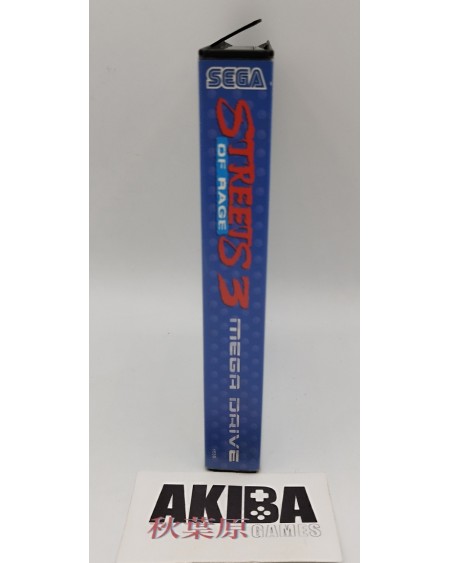 SEGA
STREETS
OF RAGE
3
MEGA DRIVE
AKIBA
秋葉原 GAMES